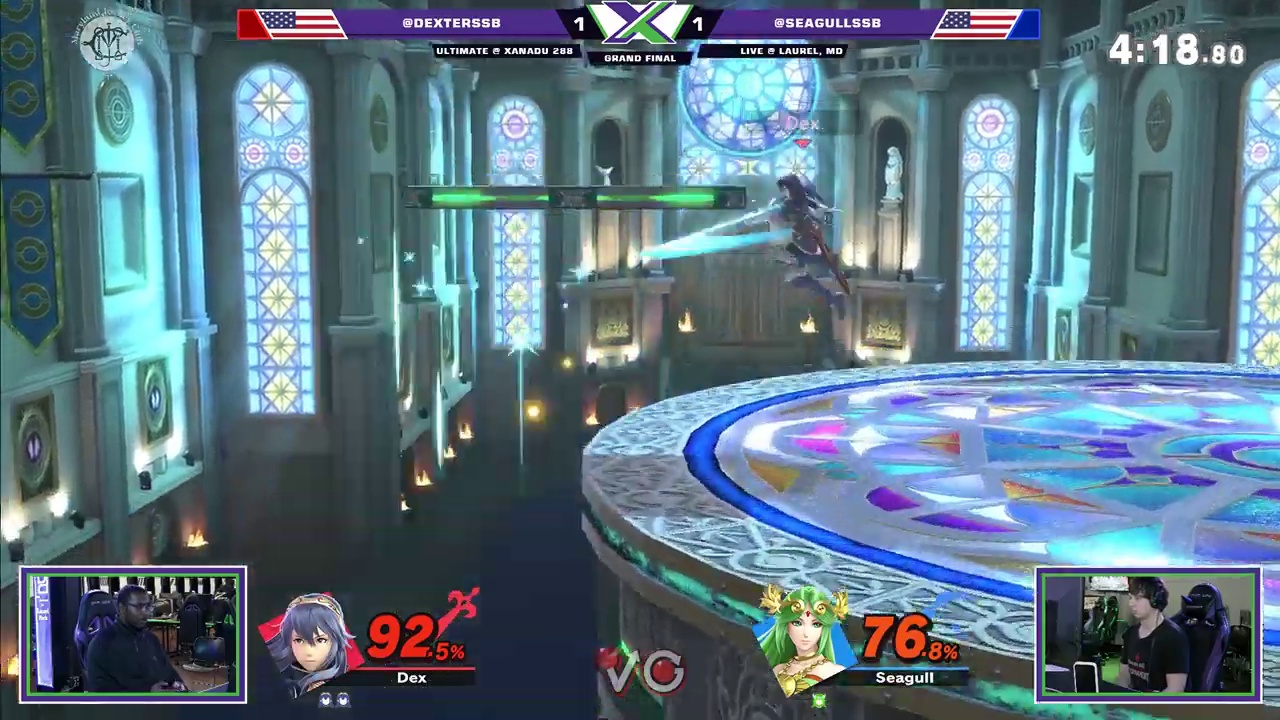 @DEXTERSSB
1
1
@SEAGULLSSB
ULTIMATE @ XANADU 288
GRAND FINAL
LIVE @ LAUREL, MD
4:18.80
Dex
92.5%
Dex
76.8%
Seagull